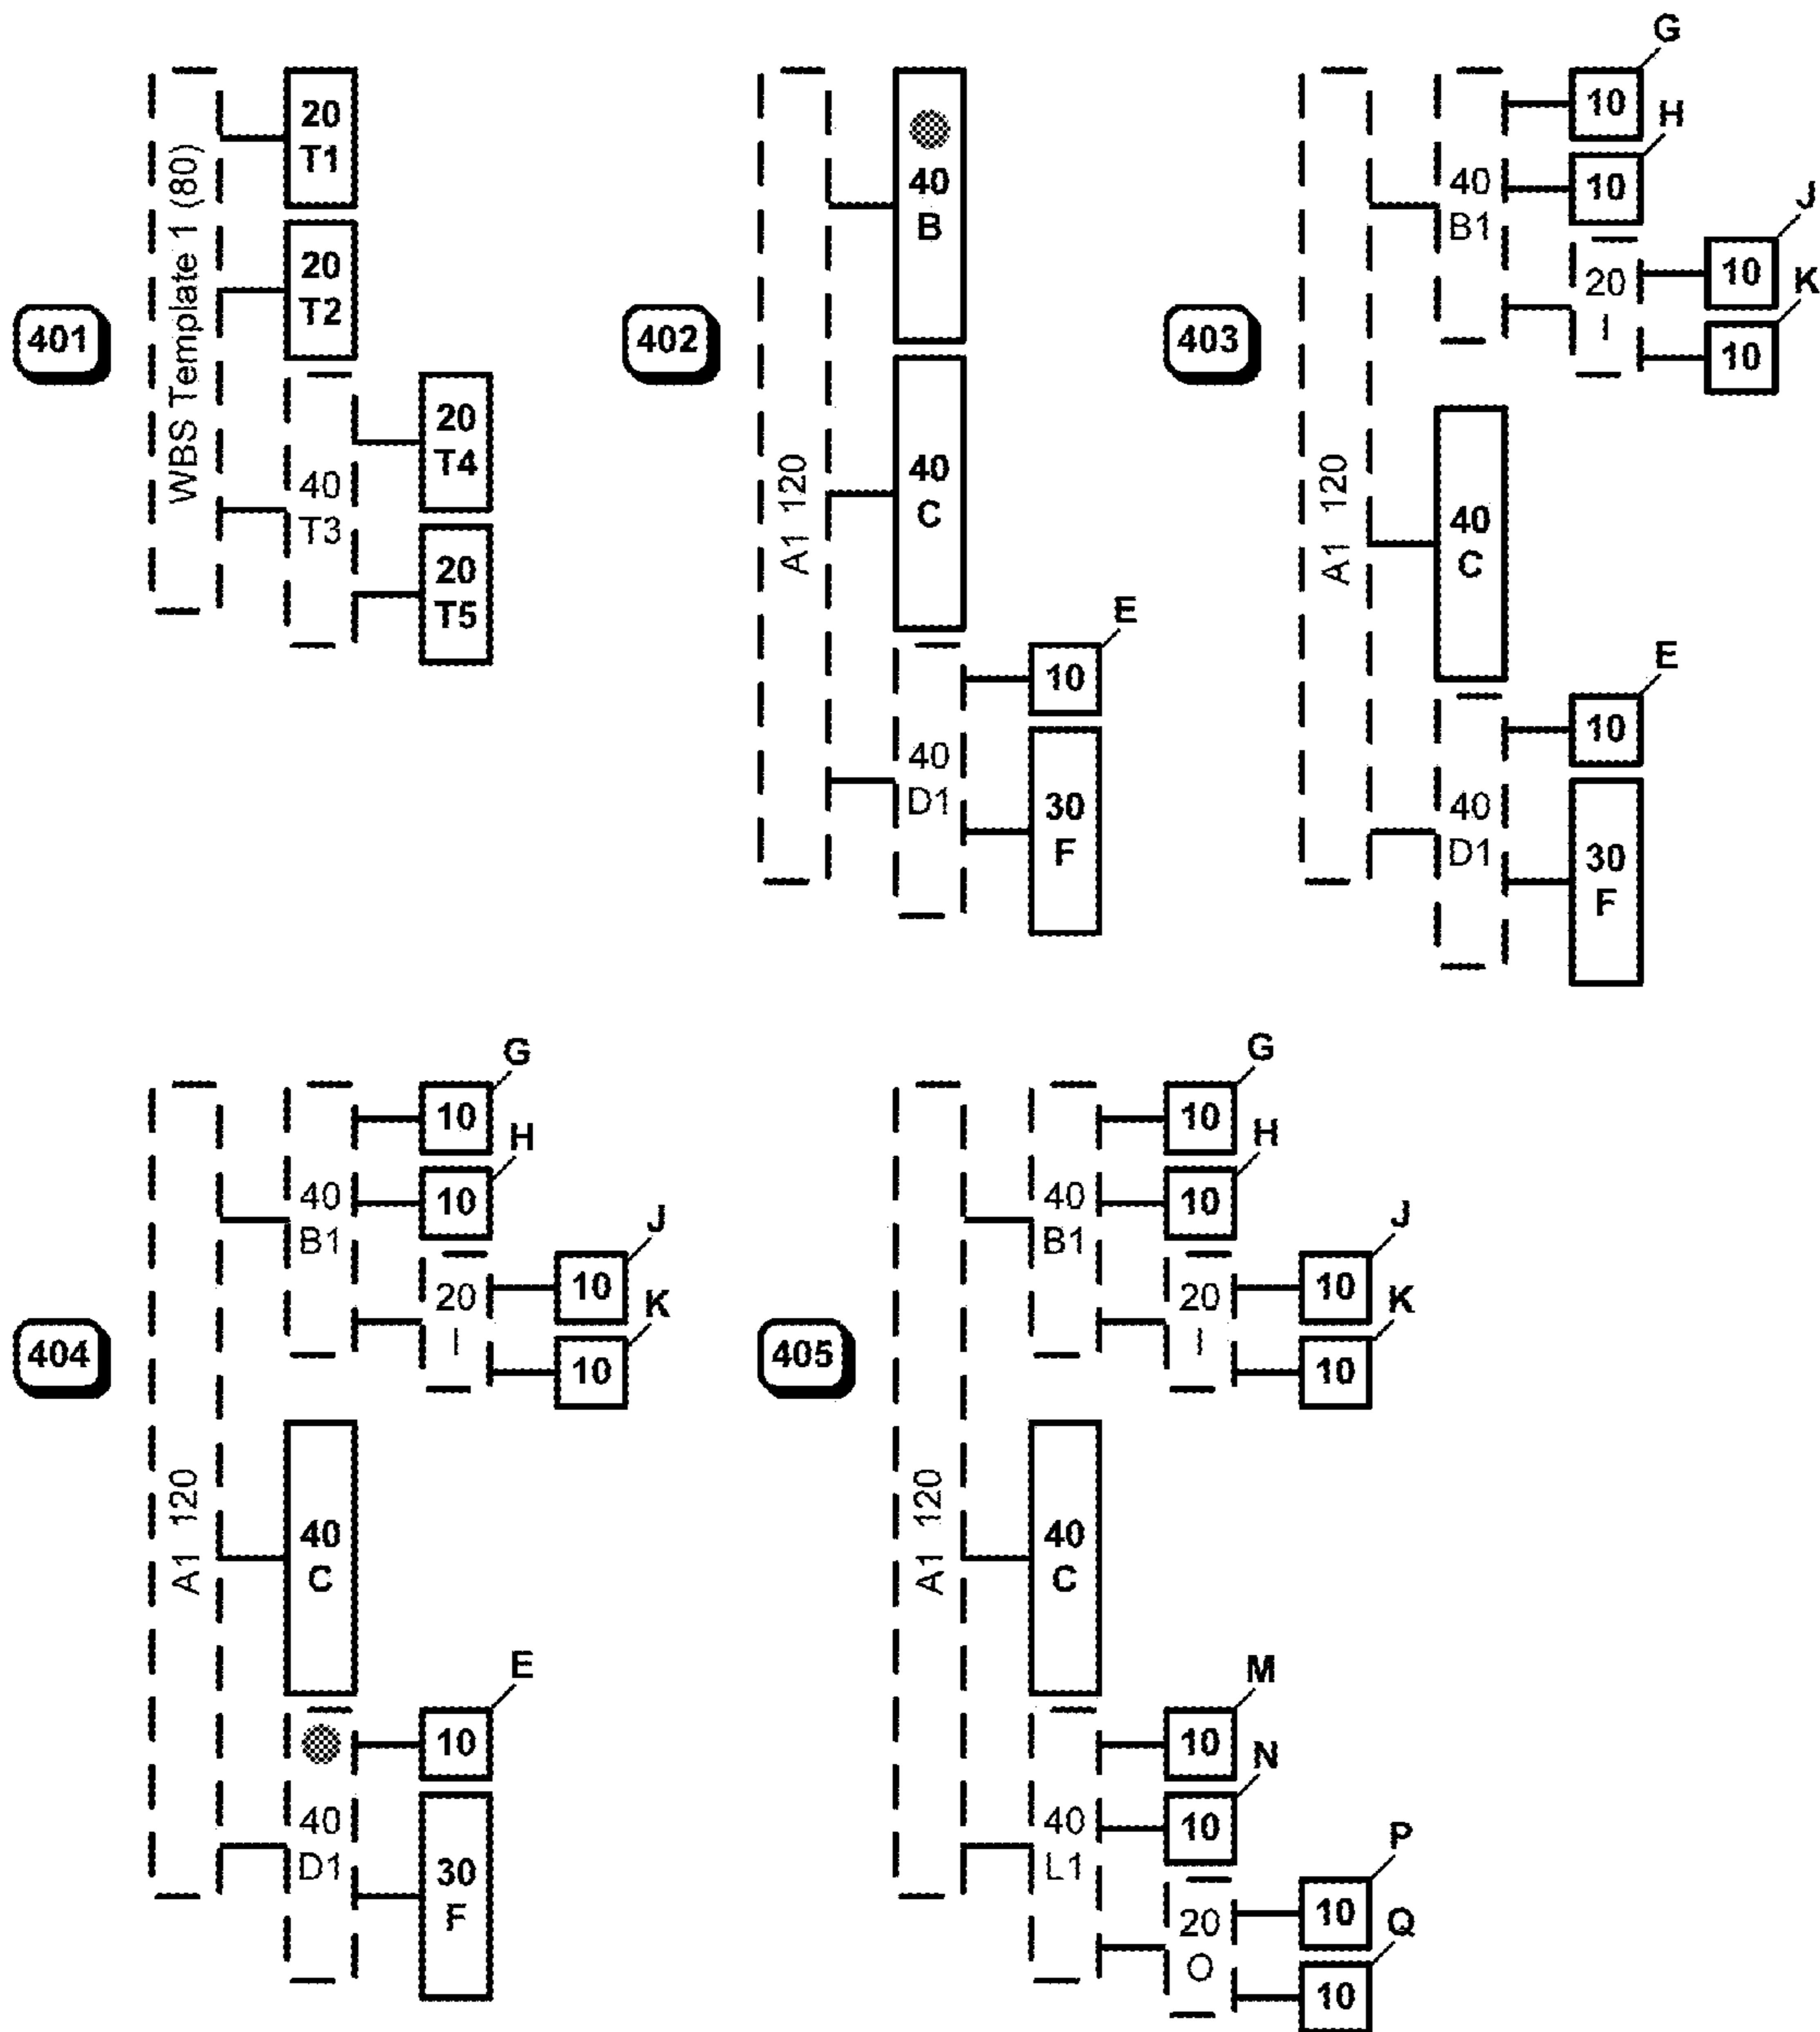 401
WBS Template 1 (80)
20
T1
20
T2
40
T3
20
T4
20
T5
402
A1 120
40
B
40
C
40
D1
E
10
30
F
403
A1 120
40
B1
G
10
H
10
20
I
J
10
K
10
40
C
40
D1
E
10
30
F
404
A1 120
40
B1
G
10
H
10
20
I
J
10
K
10
40
C
40
D1
E
10
30
F
405
A1 120
40
B1
G
10
H
10
20
I
J
10
K
10
40
C
40
L1
M
10
N
10
20
O
P
10
Q
10